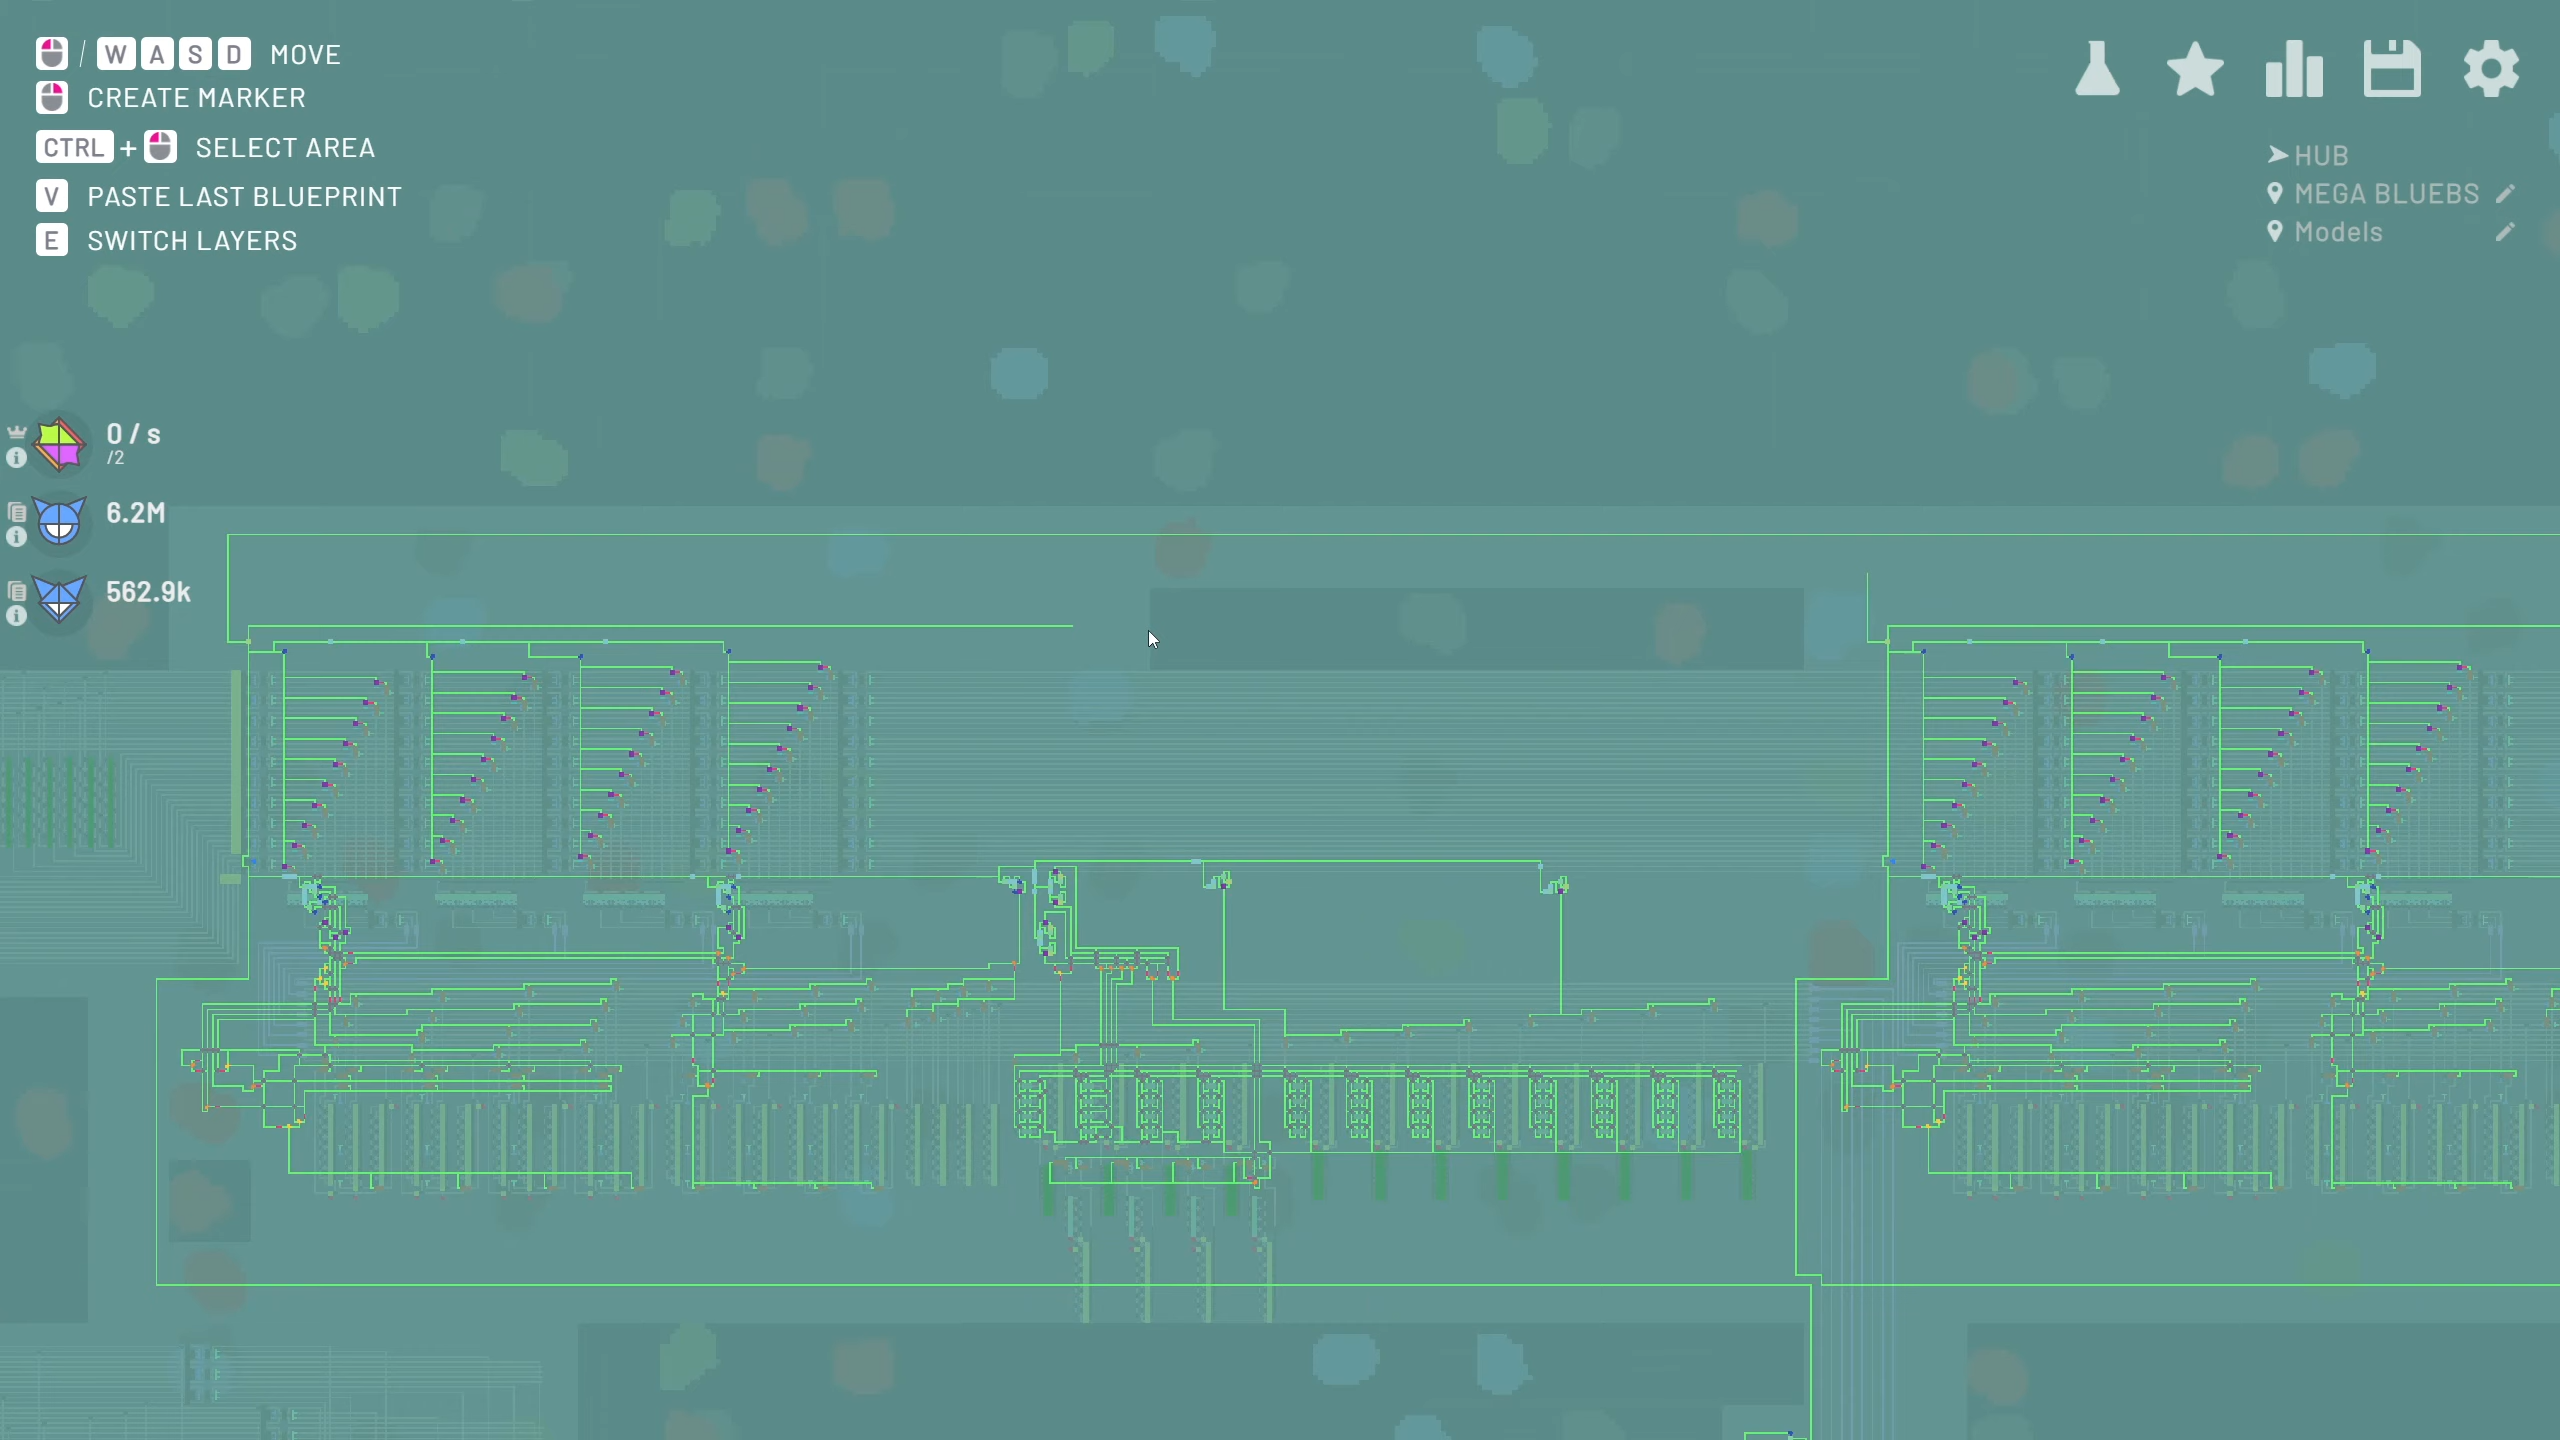 / W A S D MOVE
CREATE MARKER
CTRL + SELECT AREA
V PASTE LAST BLUEPRINT
E SWITCH LAYERS
HUB
MEGA BLUEBS
Models
0 / s
/2
6.2M
562.9k